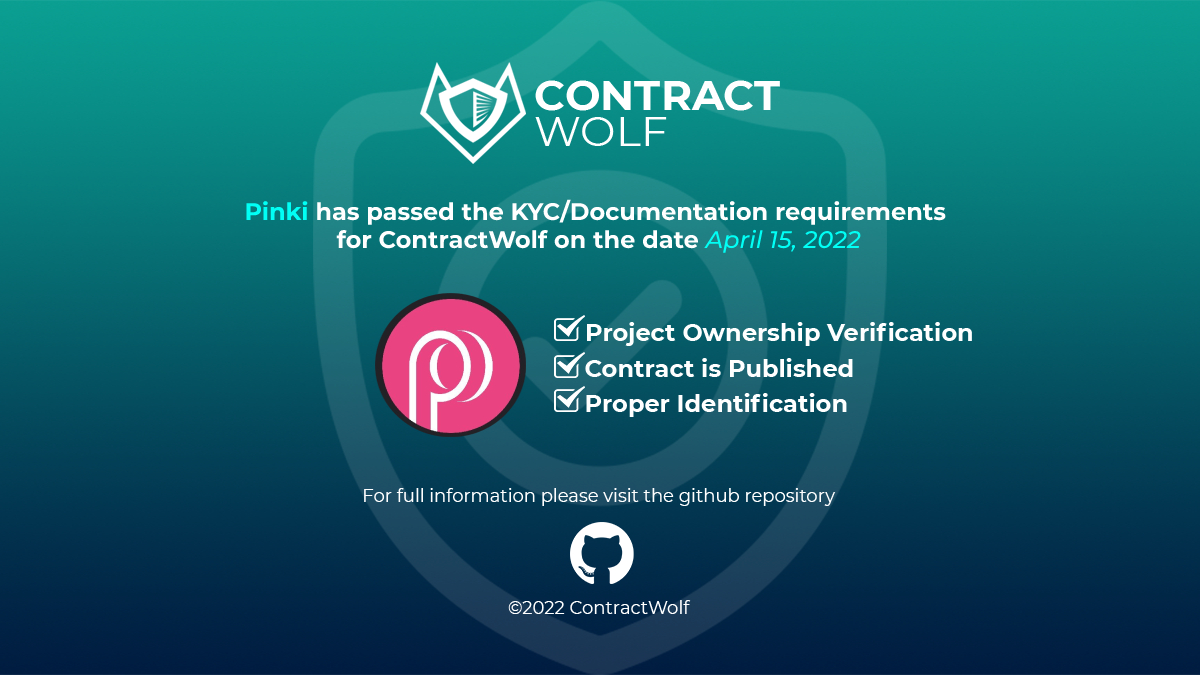 CONTRACT
WOLF
Pinki has passed the KYC/Documentation requirements
for ContractWolf on the date April 15, 2022
Project Ownership Verification
Contract is Published
Proper Identification
For full information please visit the github repository
©2022 ContractWolf